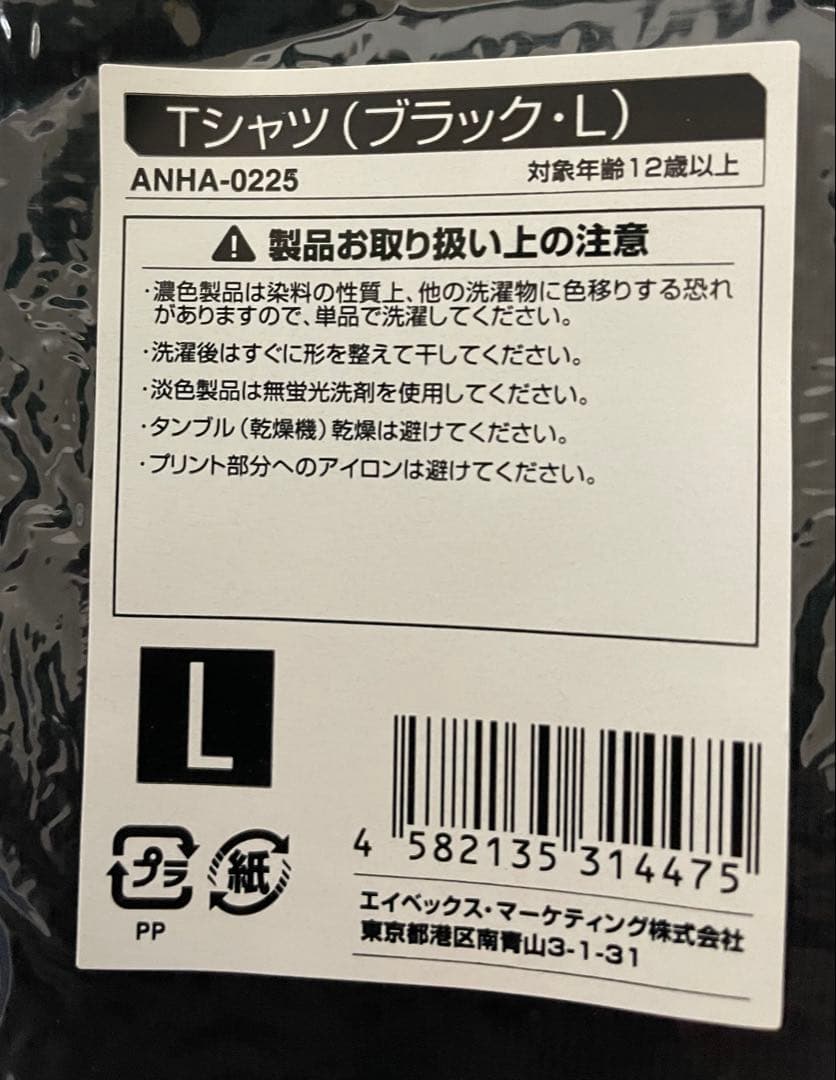 Tシャツ（ブラック・L）
ANHA-0225
対象年齢12歳以上
製品お取り扱い上の注意
・濃色製品は染料の性質上、他の洗濯物に色移りする恐れ
がありますので、単品で洗濯してください。
・洗濯後はすぐに形を整えて干してください。
・淡色製品は無蛍光洗剤を使用してください。
・タンブル（乾燥機）乾燥は避けてください。
・プリント部分へのアイロンは避けてください。
L
4 582135 314475
プラ
紙
PP
エイベックス・マーケティング株式会社
東京都港区南青山3-1-31